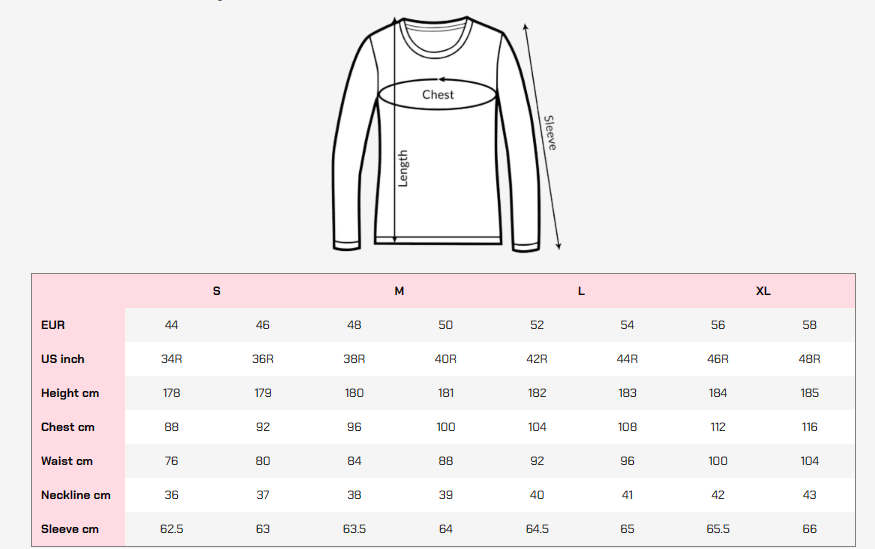 Chest
Sleeve
Length
S M L XL
EUR 44 46 48 50 52 54 56 58
US inch 34R 36R 38R 40R 42R 44R 46R 48R
Height cm 178 179 180 181 182 183 184 185
Chest cm 88 92 96 100 104 108 112 116
Waist cm 76 80 84 88 92 96 100 104
Neckline cm 36 37 38 39 40 41 42 43
Sleeve cm 62.5 63 63.5 64 64.5 65 65.5 66